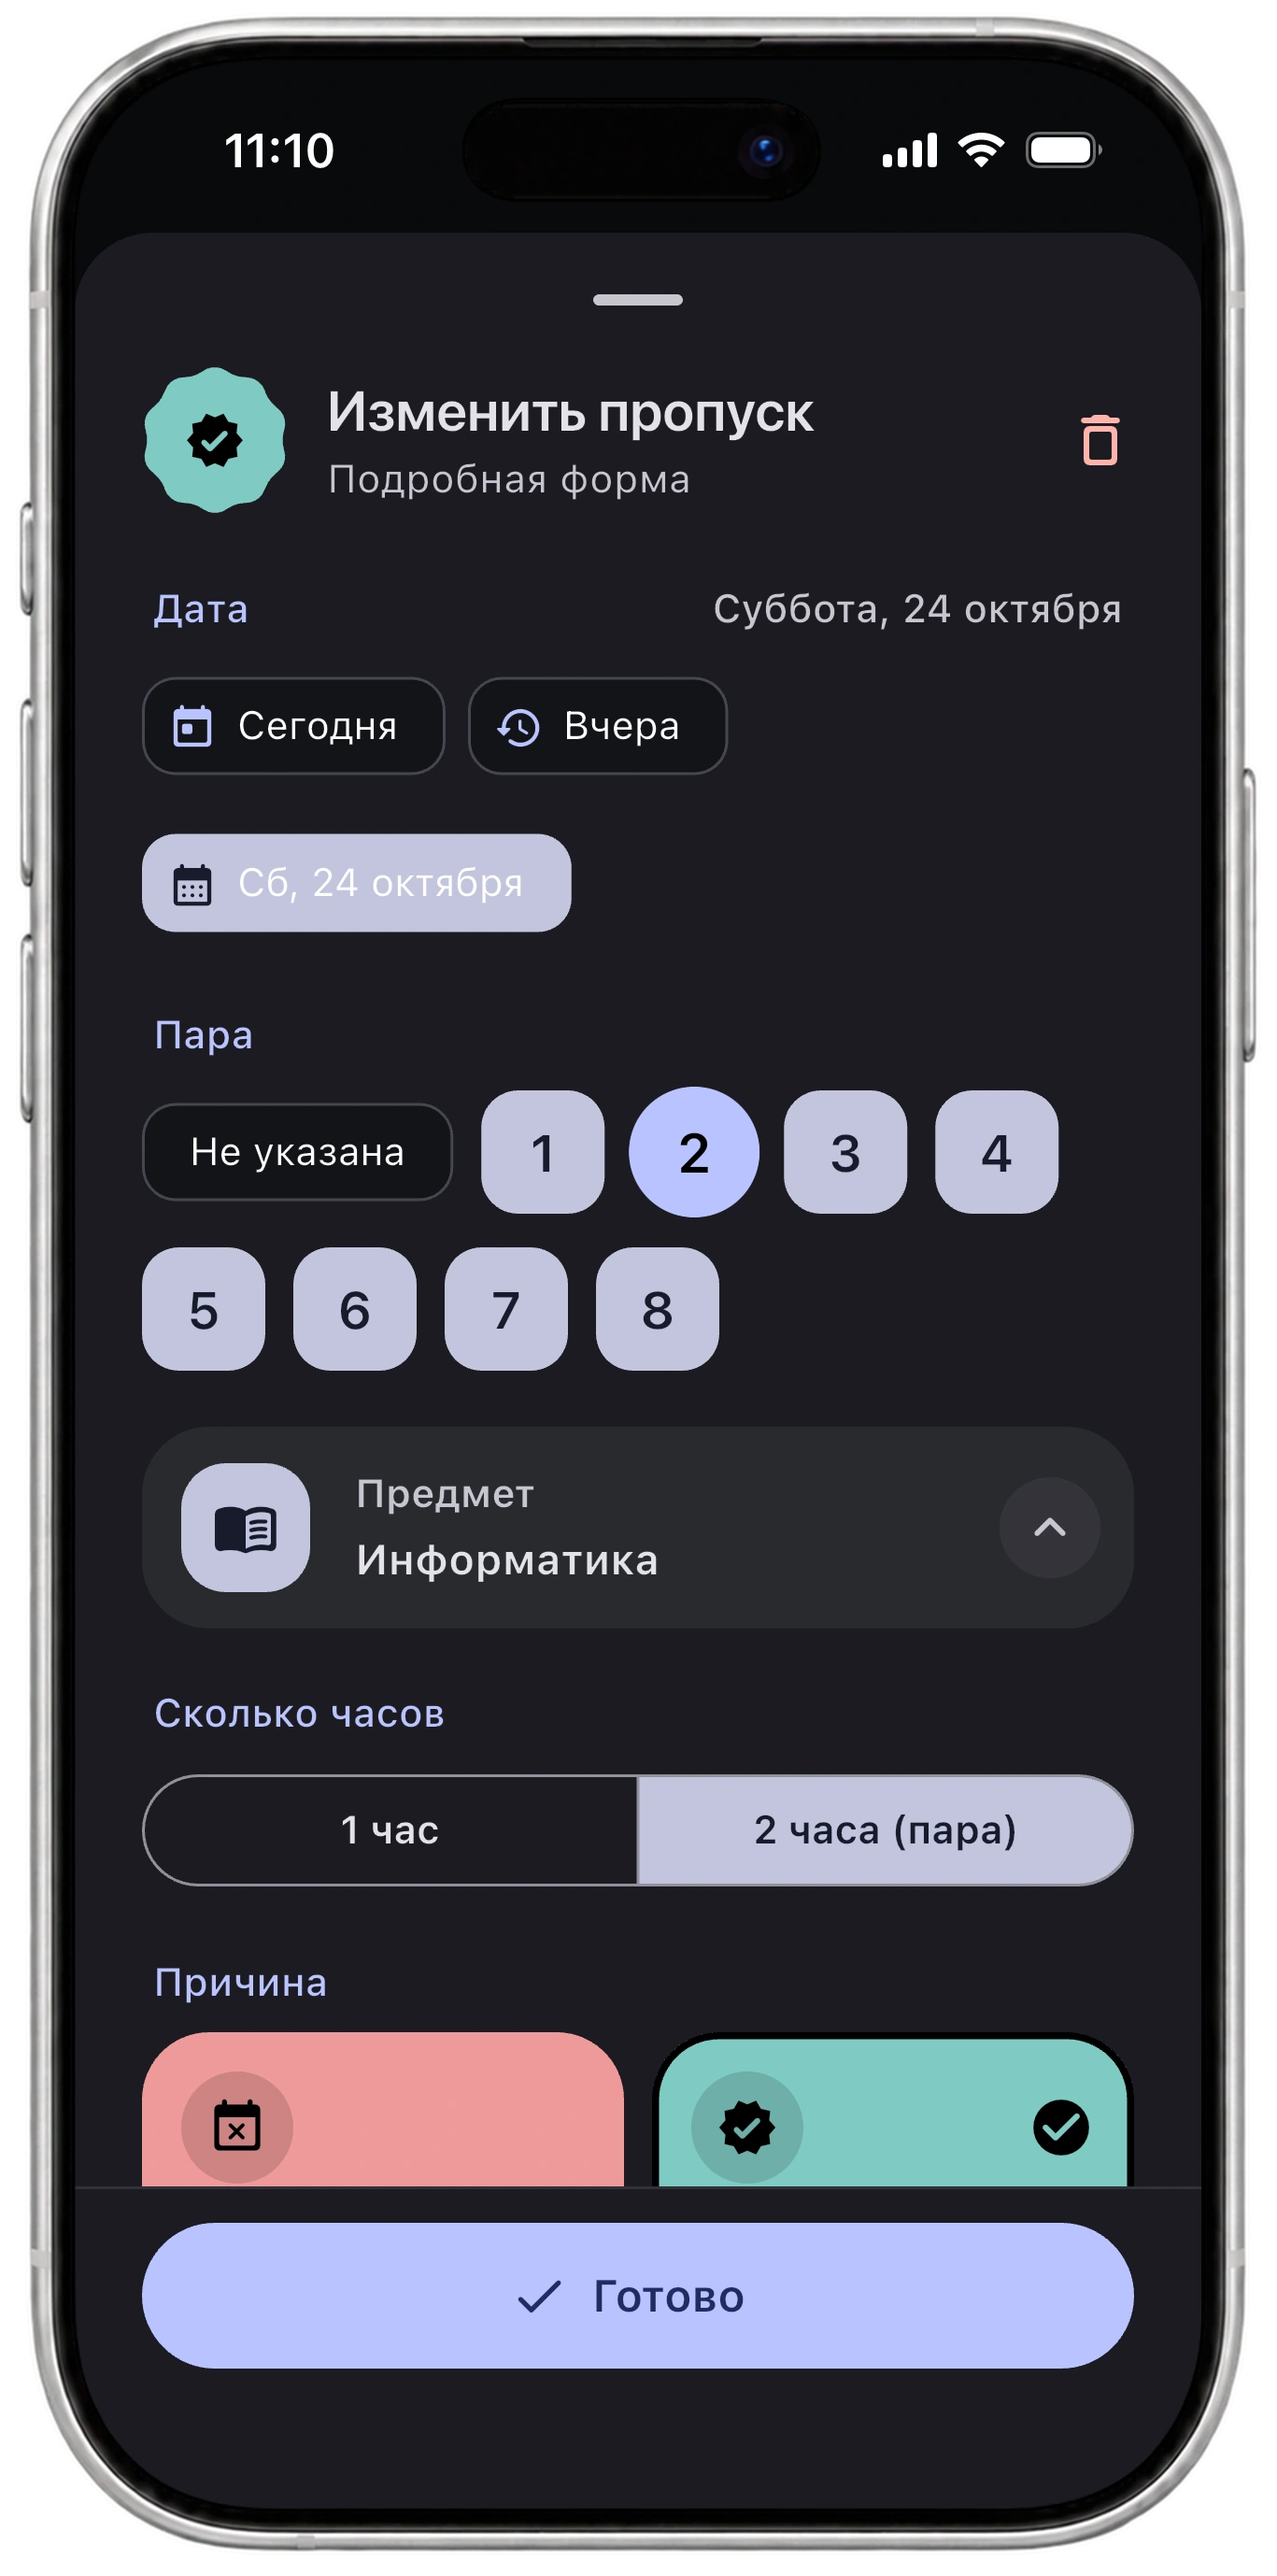 11:10
Изменить пропуск
Подробная форма
Дата
Суббота, 24 октября
Сегодня
Вчера
Сб, 24 октября
Пара
Не указана
1
2
3
4
5
6
7
8
Предмет
Информатика
Сколько часов
1 час
2 часа (пара)
Причина
Готово